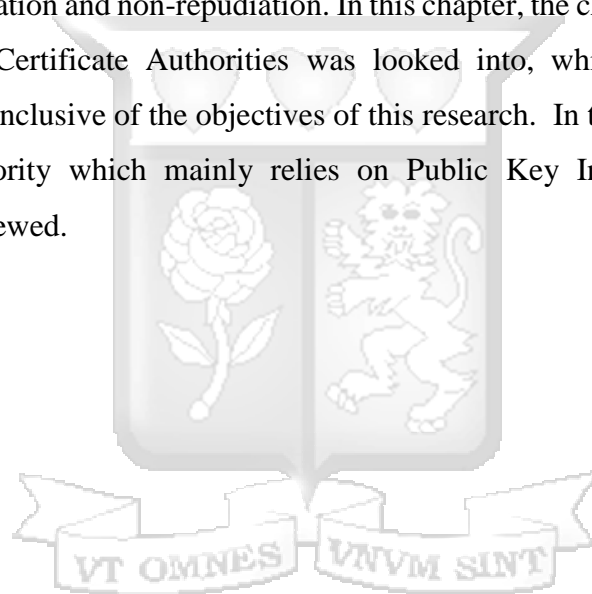 ation and non-repudiation. In this chapter, the c
Certificate Authorities was looked into, whi
nclusive of the objectives of this research. In t
ority which mainly relies on Public Key In
ewed.
VT OMNES VNVM SINT